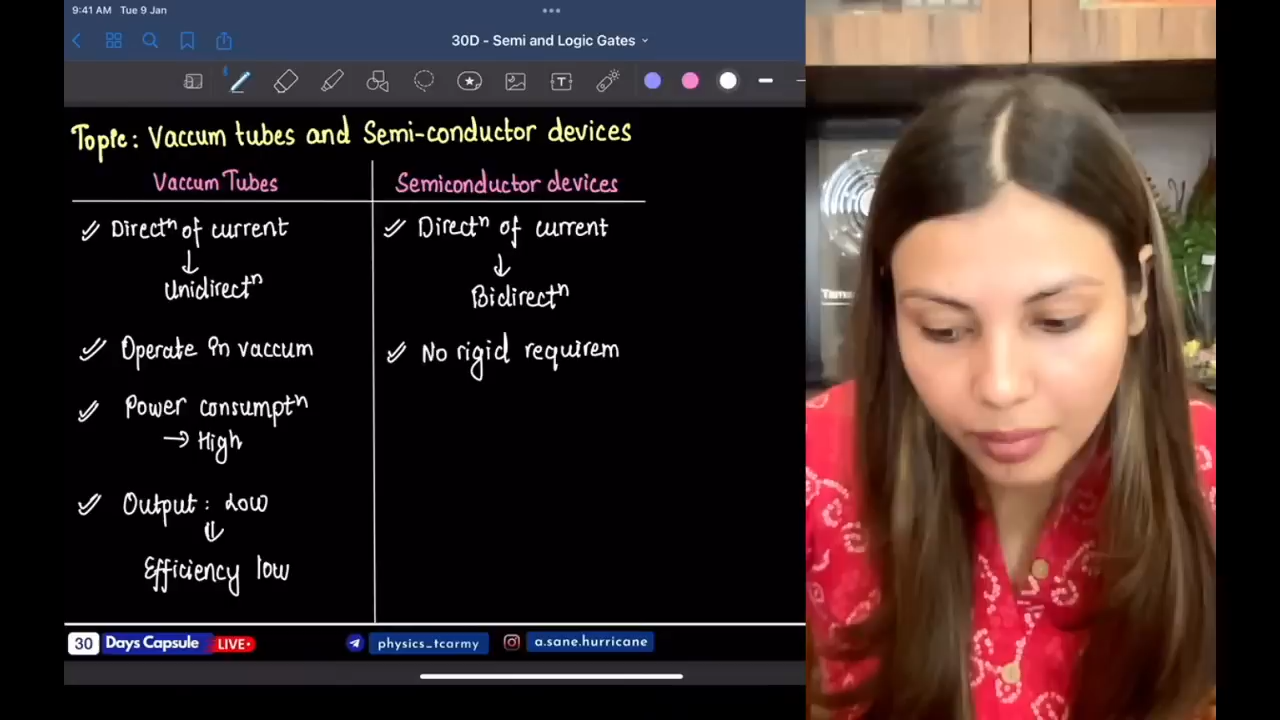 9:41 AM Tue 9 Jan
30D - Semi and Logic Gates
Topic: Vaccum tubes and Semi-conductor devices
Vaccum Tubes
Directn of current
Unidirectn
Operate in vaccum
Power consumptn
→ High
Output: Low
Efficiency low
Semiconductor devices
Directn of current
Bidirectn
No rigid requirem
30 Days Capsule LIVE
physics_tcarmy
a.sane.hurricane